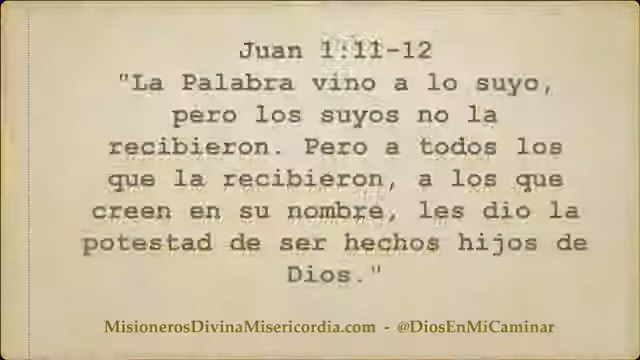 Juan 1:11-12
"La Palabra vino a lo suyo,
pero los suyos no la
recibieron. Pero a todos los
que la recibieron, a los que
creen en su nombre, les dio la
potestad de ser hechos hijos de
Dios."
MisionerosDivinaMisericordia.com - @DiosEnMiCaminar